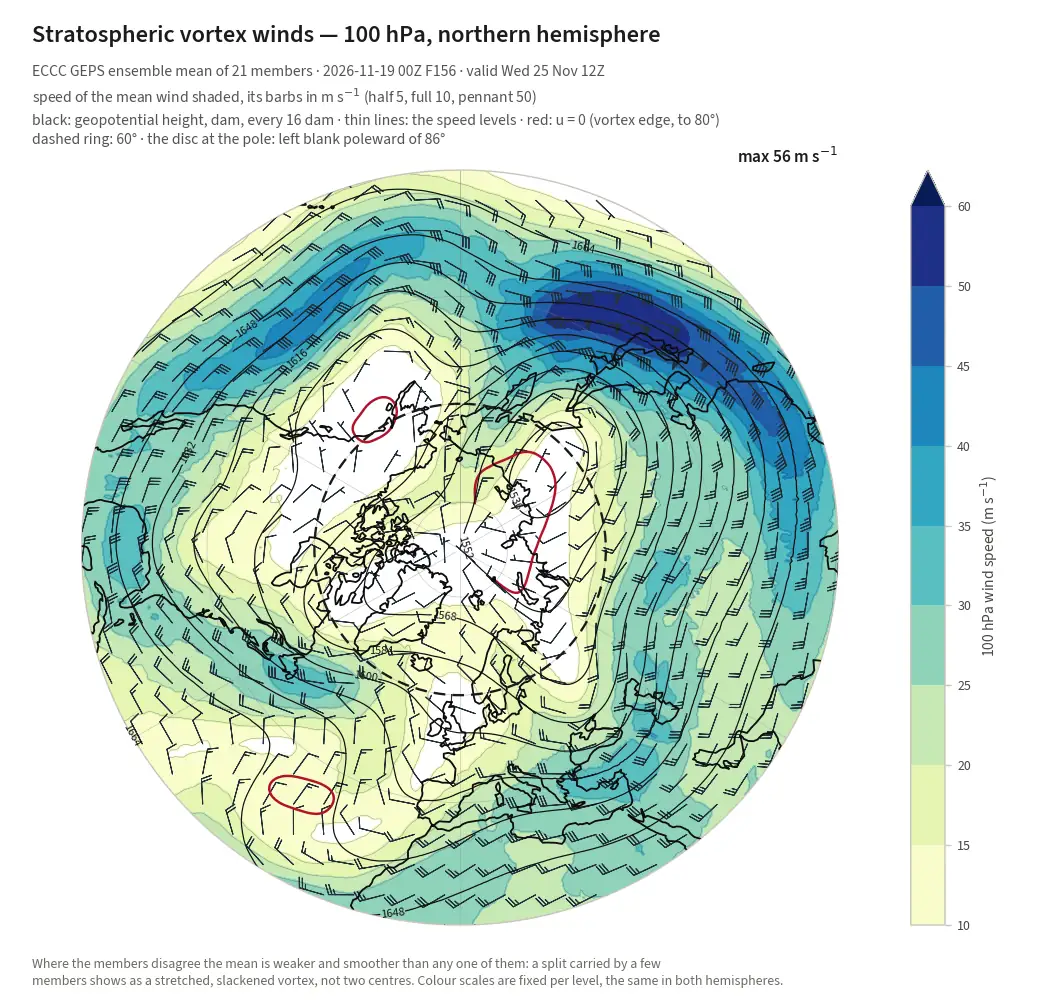 Stratospheric vortex winds — 100 hPa, northern hemisphere
ECCC GEPS ensemble mean of 21 members · 2026-11-19 00Z F156 · valid Wed 25 Nov 12Z
speed of the mean wind shaded, its barbs in m s⁻¹ (half 5, full 10, pennant 50)
black: geopotential height, dam, every 16 dam · thin lines: the speed levels · red: u = 0 (vortex edge, to 80°)
dashed ring: 60° · the disc at the pole: left blank poleward of 86°
max 56 m s⁻¹
1664
1648
1616
1552
1568
1584
1600
1664
1648
60
50
45
40
35
30
25
20
15
10
100 hPa wind speed (m s⁻¹)
Where the members disagree the mean is weaker and smoother than any one of them: a split carried by a few
members shows as a stretched, slackened vortex, not two centres. Colour scales are fixed per level, the same in both hemispheres.